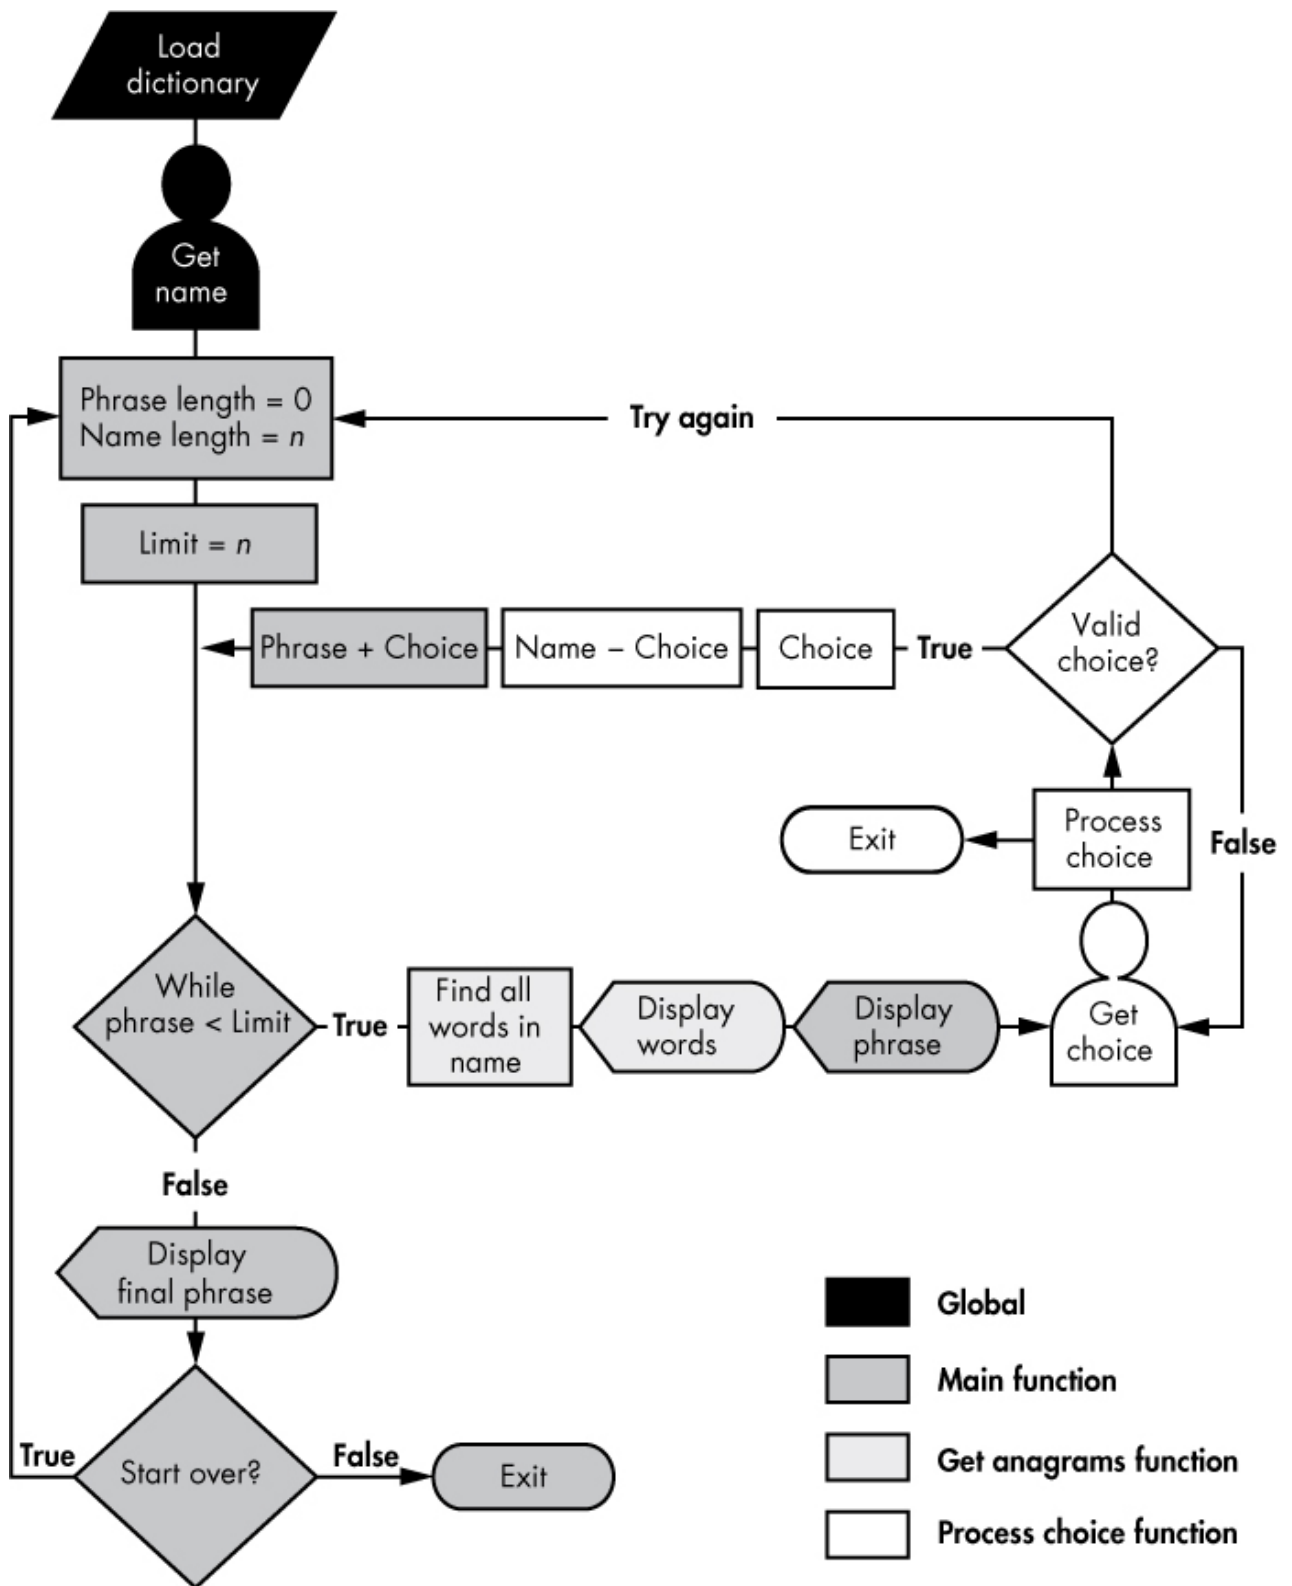 Load
dictionary
Get
name
Phrase length = 0
Name length = n
Try again
Limit = n
Phrase + Choice
Name – Choice
Choice
True
Valid
choice?
Exit
Process
choice
False
While
phrase < Limit
True
Find all
words in
name
Display
words
Display
phrase
Get
choice
False
Display
final phrase
True
Start over?
False
Exit
Global
Main function
Get anagrams function
Process choice function